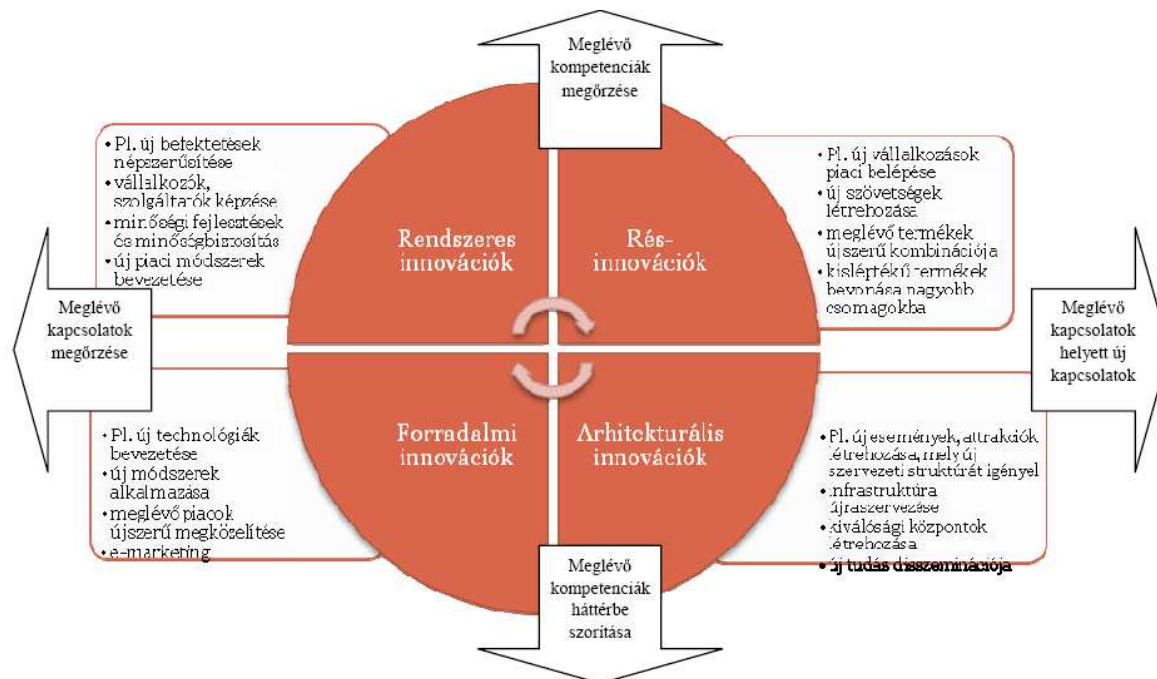 Meglévő
kompetenciák
megőrzése
• Pl. új befektetések
népszerűsítése
• vállalkozók,
szolgáltatók képzése
• minőségi fejlesztések
és minőségbiztosítás
• új piaci módszerek
bevezetése
Rendszeres
innovációk
Rés-
innovációk
• Pl. új vállalkozások
piaci belépése
• új szövetségek
létrehozása
• meglévő termékek
újszerű kombinációja
• kisléptékű termékek
bevonása nagyobb
csomagokba
Meglévő
kapcsolatok
megőrzése
Meglévő
kapcsolatok
helyett új
kapcsolatok
• Pl. új technológiák
bevezetése
• új módszerek
alkalmazása
• meglévő piacok
újszerű megközelítése
• e-marketing
Forradalmi
innovációk
Arhitekturális
innovációk
• Pl. új események, attrakciók
létrehozása, mely új
szervezeti struktúrát igényel
• infrastruktúra
újraszervezése
• kiválósági központok
létrehozása
• új tudás disszeminációja
Meglévő
kompetenciák
háttérbe
szorítása